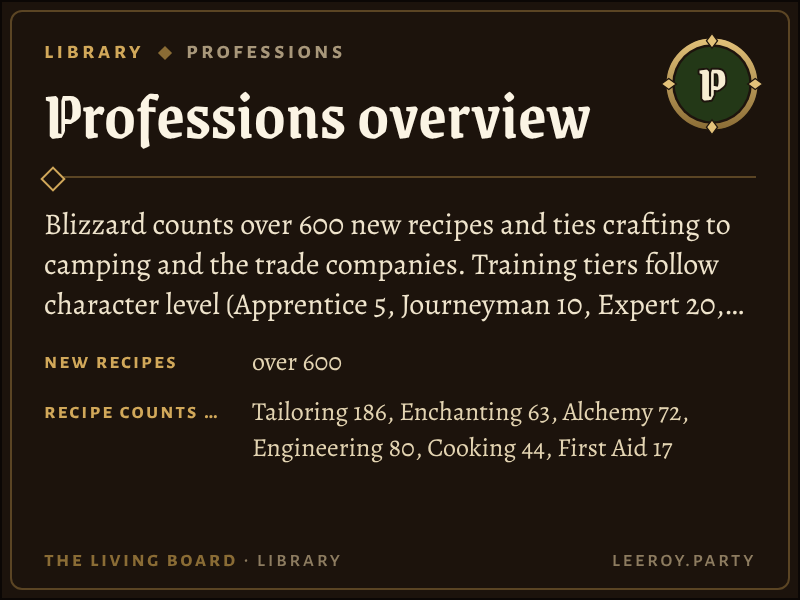 LIBRARY ◆ PROFESSIONS
P
Professions overview
Blizzard counts over 600 new recipes and ties crafting to
camping and the trade companies. Training tiers follow
character level (Apprentice 5, Journeyman 10, Expert 20,...
NEW RECIPES over 600
RECIPE COUNTS ... Tailoring 186, Enchanting 63, Alchemy 72,
Engineering 80, Cooking 44, First Aid 17
THE LIVING BOARD · LIBRARY LEEROY.PARTY